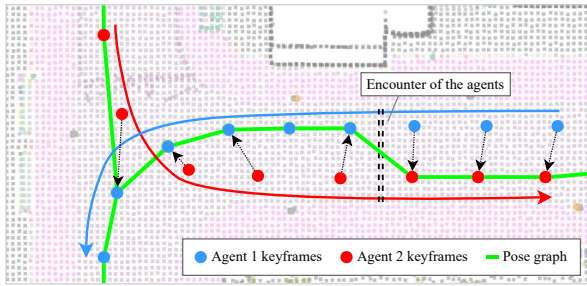 Encounter of the agents
Agent 1 keyframes
Agent 2 keyframes
Pose graph